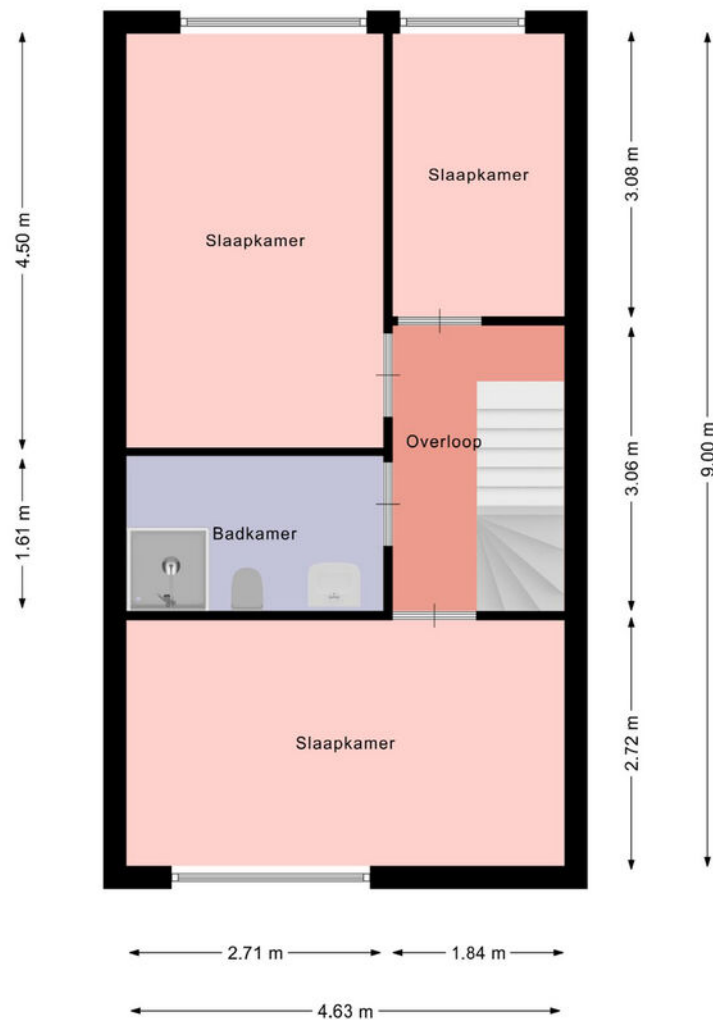 Slaapkamer
Slaapkamer
Overloop
Badkamer
Slaapkamer
4.50 m
1.61 m
3.08 m
3.06 m
2.72 m
9.00 m
2.71 m
1.84 m
4.63 m